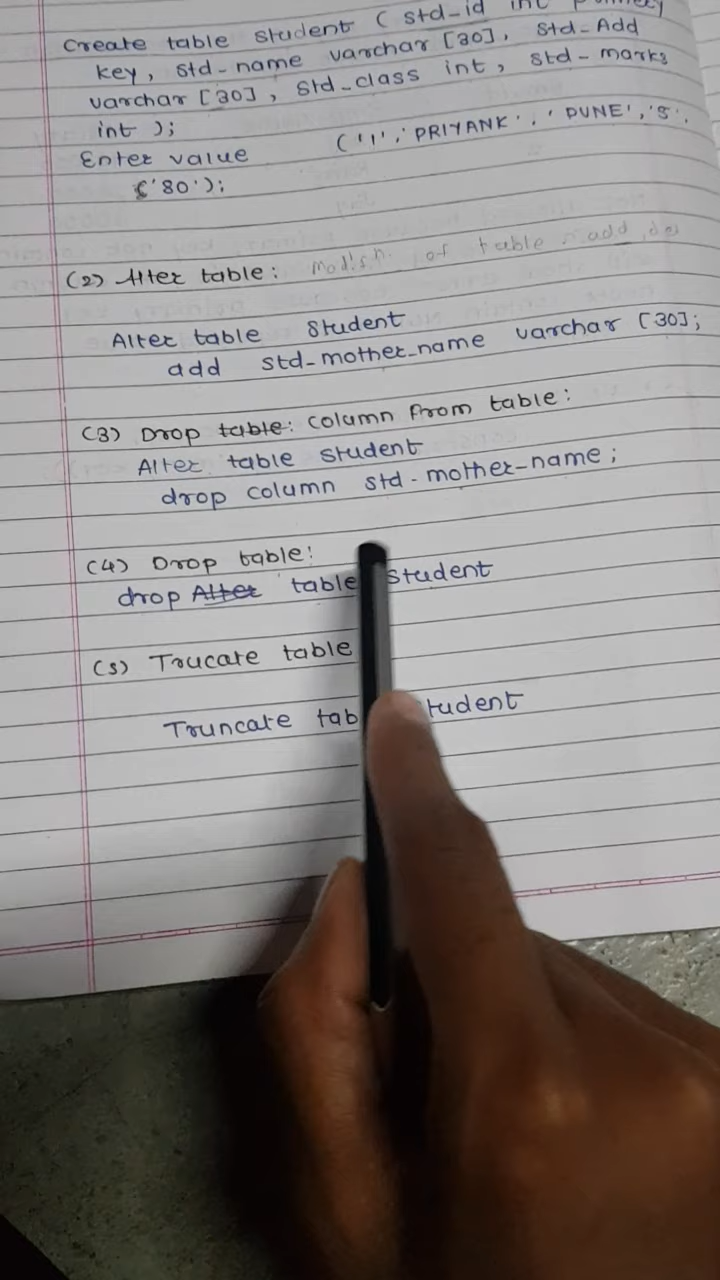 Create table student ( std-id int
key, std-name varchar [30], std-Add
varchar [30], std-class int, std-marks
int );
Enter value ('1','PRIYANK','PUNE','5',
('80');
(2) Alter table: of table add
Alter table student
add std-mother-name varchar [30];
(3) Drop table: column from table:
Alter table student
drop column std-mother-name;
(4) Drop table:
drop Alter table student
(5) Trucate table
Truncate